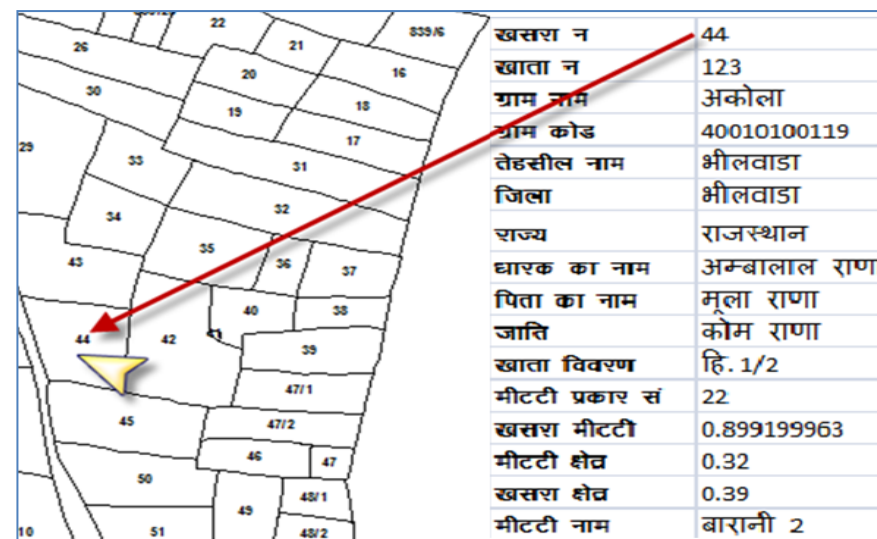 22
839/6
26
21
20
16
30
19
18
17
29
33
31
34
32
35
43
36
37
40
38
44
42
39
47/1
45
47/2
46
47
50
48/1
49
10
51
48/2
खसरा न 44
खाता न 123
ग्राम नाम अकोला
ग्राम कोड 40010100119
तेहसील नाम भीलवाडा
जिला भीलवाडा
राज्य राजस्थान
धारक का नाम अम्बालाल राणा
पिता का नाम मूला राणा
जाति कोम राणा
खाता विवरण हि. 1/2
मीटटी प्रकार सं 22
खसरा मीटटी 0.899199963
मीटटी क्षेत्र 0.32
खसरा क्षेत्र 0.39
मीटटी नाम बारानी 2